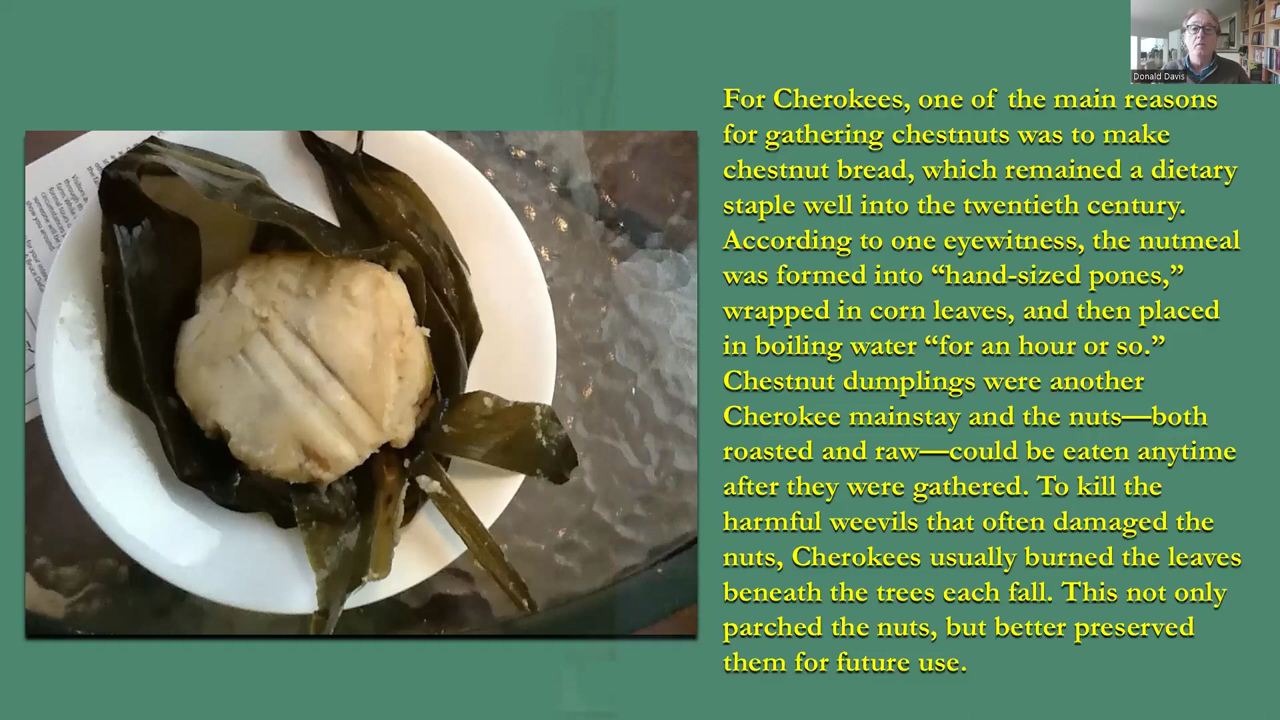 Donald Davis
For Cherokees, one of the main reasons
for gathering chestnuts was to make
chestnut bread, which remained a dietary
staple well into the twentieth century.
According to one eyewitness, the nutmeal
was formed into “hand-sized pones,”
wrapped in corn leaves, and then placed
in boiling water “for an hour or so.”
Chestnut dumplings were another
Cherokee mainstay and the nuts—both
roasted and raw—could be eaten anytime
after they were gathered. To kill the
harmful weevils that often damaged the
nuts, Cherokees usually burned the leaves
beneath the trees each fall. This not only
parched the nuts, but better preserved
them for future use.